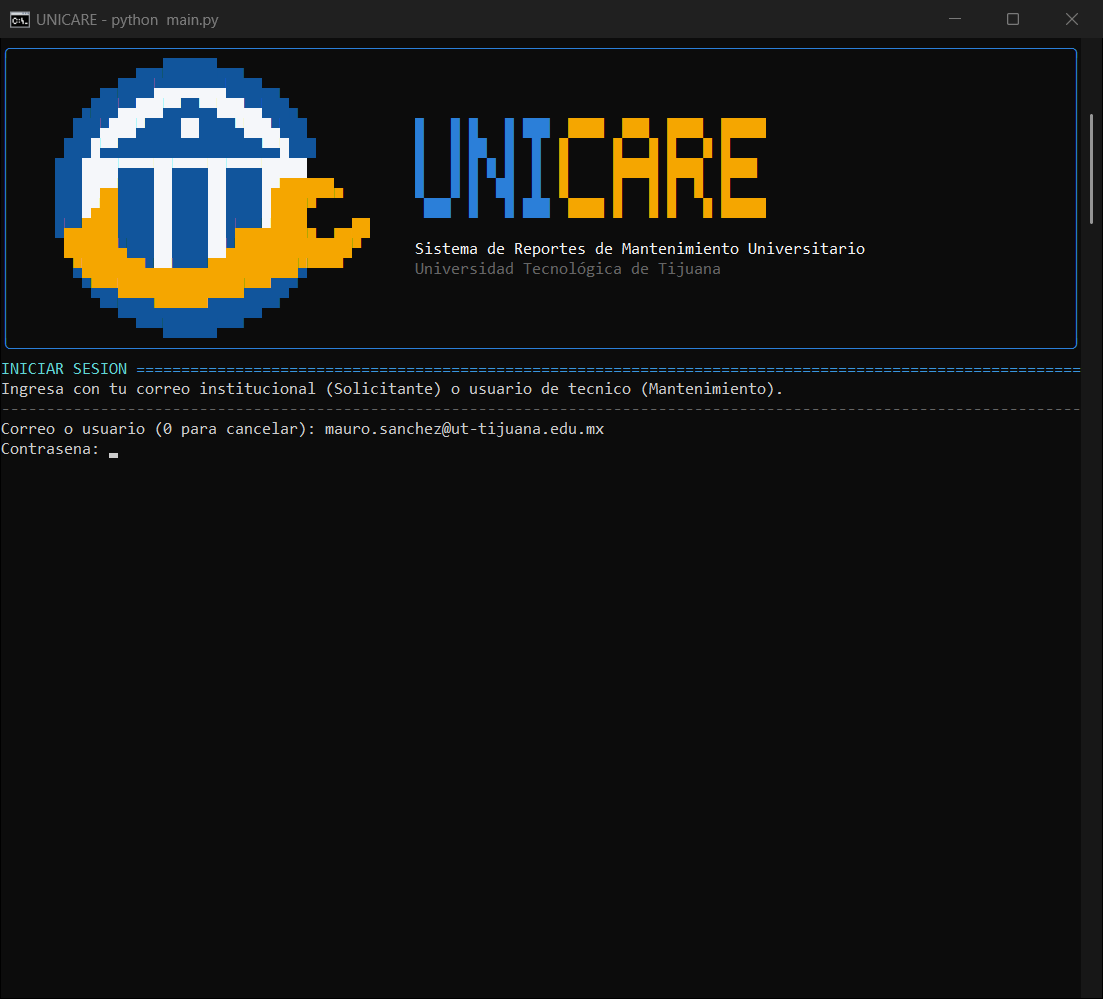 UNICARE - python  main.py
UNICARE
Sistema de Reportes de Mantenimiento Universitario
Universidad Tecnológica de Tijuana
INICIAR SESION =========================================================================================================
Ingresa con tu correo institucional (Solicitante) o usuario de tecnico (Mantenimiento).
------------------------------------------------------------------------------------------------------------------------
Correo o usuario (0 para cancelar): mauro.sanchez@ut-tijuana.edu.mx
Contrasena: